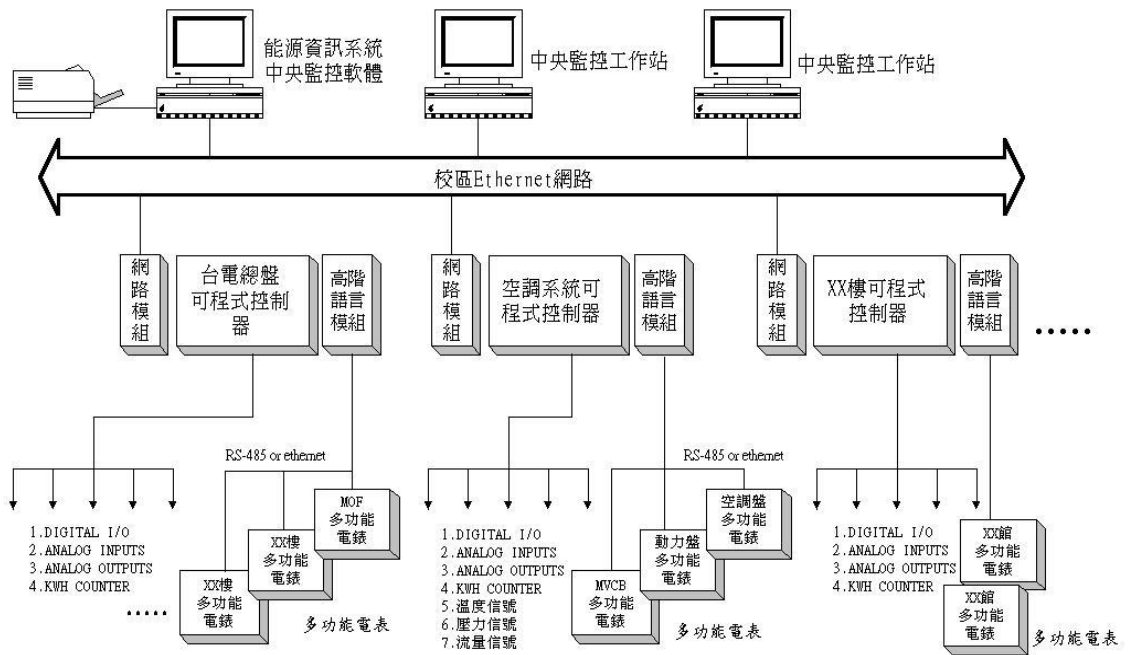 能源資訊系統
中央監控軟體
中央監控工作站
中央監控工作站
校區Ethernet網路
網路模組
台電總盤
可程式控制
器
高階
語言
模組
網路模組
空調系統可
程式控制器
高階
語言
模組
網路模組
XX樓可程式
控制器
高階
語言
模組
.....
RS-485 or ethernet
RS-485 or ethernet
1.DIGITAL I/O
2.ANALOG INPUTS
3.ANALOG OUTPUTS
4.KWH COUNTER
.....
MOF
多功能
電錶
XX樓
多功能
電錶
XX樓
多功能
電錶
多功能電表
1.DIGITAL I/O
2.ANALOG INPUTS
3.ANALOG OUTPUTS
4.KWH COUNTER
5.溫度信號
6.壓力信號
7.流量信號
空調盤
多功能
電錶
動力盤
多功能
電錶
MVCB
多功能
電錶
多功能電表
1.DIGITAL I/O
2.ANALOG INPUTS
3.ANALOG OUTPUTS
4.KWH COUNTER
XX館
多功能
電錶
XX館
多功能
電錶
多功能電表